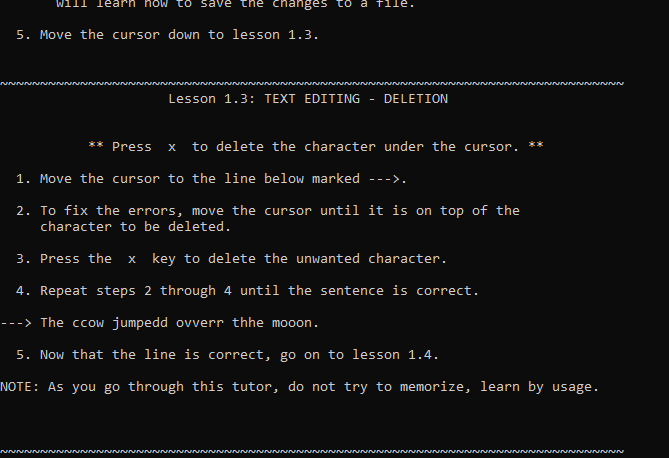 will learn how to save the changes to a file.
5. Move the cursor down to lesson 1.3.
~~~~~~~~~~~~~~~~~~~~~~~~~~~~~~~~~~~~~~~~~~~~~~~~~~~~~~~~~~~~~~~~~~~~~~~~~~~~~~
Lesson 1.3: TEXT EDITING - DELETION
** Press  x  to delete the character under the cursor. **
1. Move the cursor to the line below marked --->.
2. To fix the errors, move the cursor until it is on top of the
character to be deleted.
3. Press the  x  key to delete the unwanted character.
4. Repeat steps 2 through 4 until the sentence is correct.
---> The ccow jumpedd ovverr thhe mooon.
5. Now that the line is correct, go on to lesson 1.4.
NOTE: As you go through this tutor, do not try to memorize, learn by usage.
~~~~~~~~~~~~~~~~~~~~~~~~~~~~~~~~~~~~~~~~~~~~~~~~~~~~~~~~~~~~~~~~~~~~~~~~~~~~~~